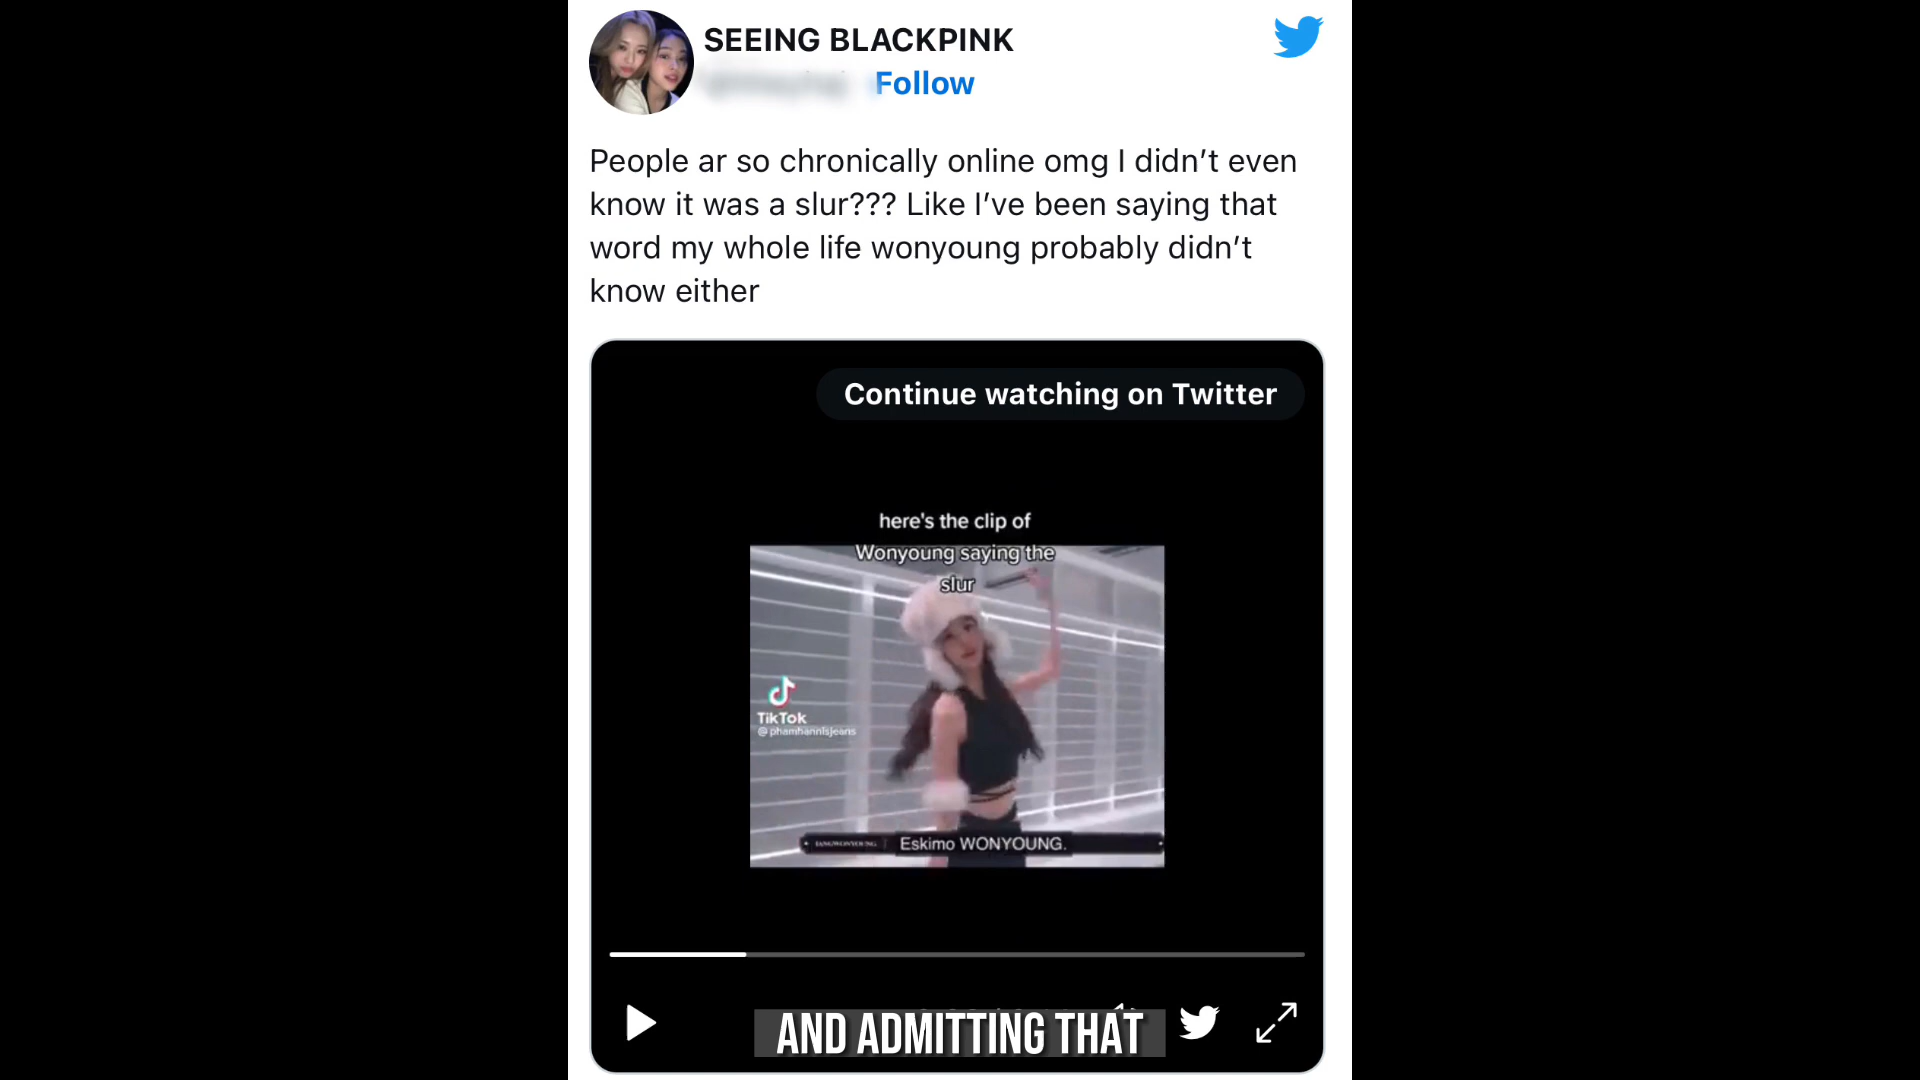 SEEING BLACKPINK
Follow
People ar so chronically online omg I didn’t even
know it was a slur??? Like I’ve been saying that
word my whole life wonyoung probably didn’t
know either
Continue watching on Twitter
here's the clip of
Wonyoung saying the
slur
TikTok
@phamhannisjeans
JANGWONYOUNG
Eskimo WONYOUNG.
AND ADMITTING THAT